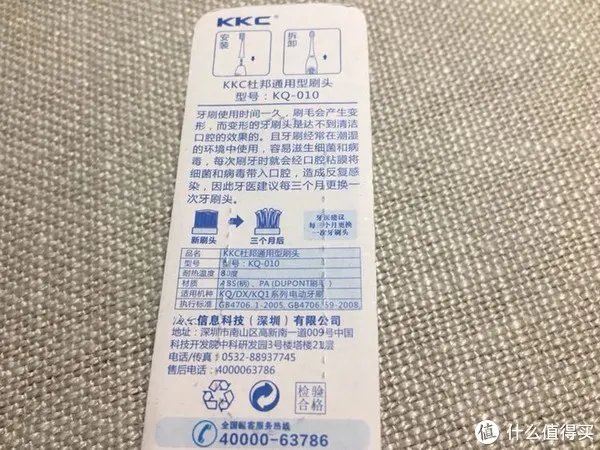 KKC
安装
拆卸
KKC杜邦通用型刷头
型号：KQ-010
牙刷使用时间一久，刷毛会产生变
形，而变形的牙刷头是达不到清洁
口腔的效果的。且牙刷经常在潮湿
的环境中使用，容易滋生细菌和病
毒，每次刷牙时就会经口腔粘膜将
细菌和病毒带入口腔，造成反复感
染，因此牙医建议每三个月更换一
次牙刷头。
新刷头
三个月后
牙医建议
每三个月更换
一次牙刷头
品名 KKC杜邦通用型刷头
型号 型号：KQ-010
耐热温度 80度
材质 ABS(柄)、PA (DUPONT刷毛)
适用机种 KQ/DX/KQ1系列电动牙刷
执行标准 GB4706.1-2005, GB4706.59-2008
信息科技（深圳）有限公司
地址：深圳市南山区高新南一道009号中国
科技开发院中科研发园3号楼塔楼21层
电话/传真：0532-88937745
售后电话：4000063786
检验
合格
全国顾客服务热线
40000-63786
值 什么值得买